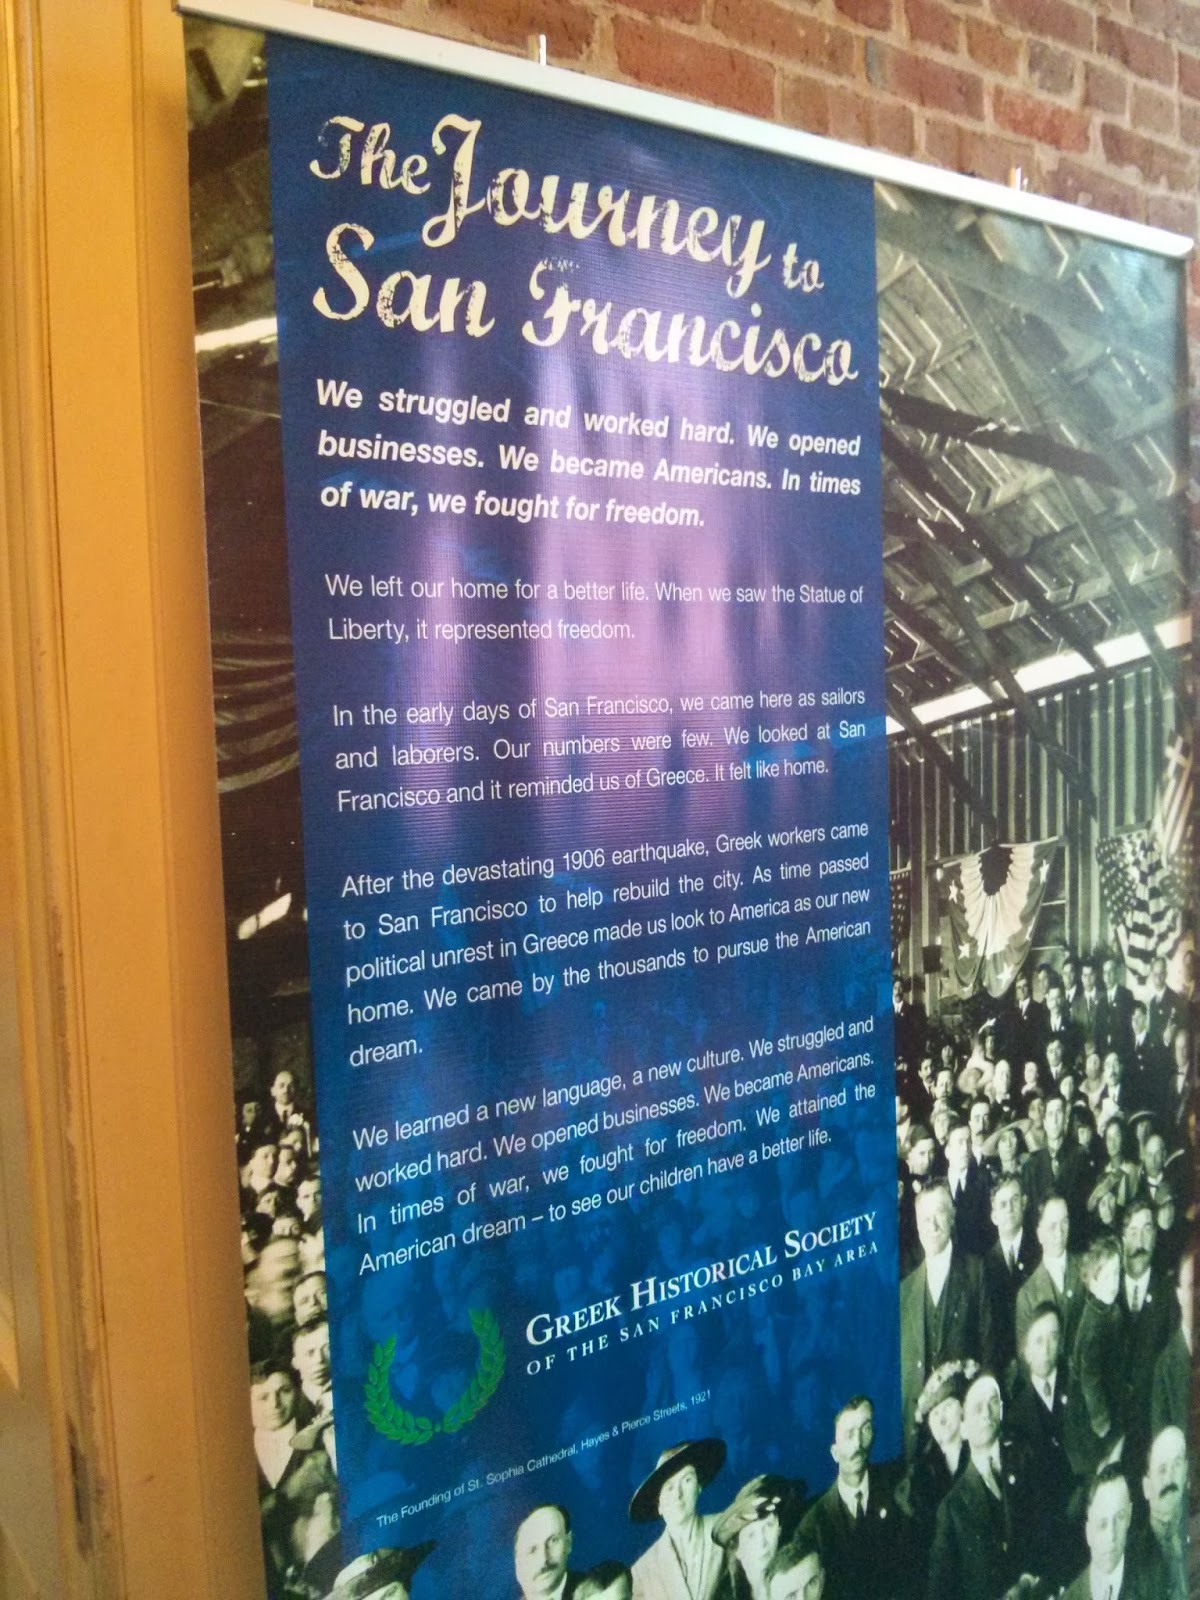 The Journey to
San Francisco
We struggled and worked hard. We opened
businesses. We became Americans. In times
of war, we fought for freedom.
We left our home for a better life. When we saw the Statue of
Liberty, it represented freedom.
In the early days of San Francisco, we came here as sailors
and laborers. Our numbers were few. We looked at San
Francisco and it reminded us of Greece. It felt like home.
After the devastating 1906 earthquake, Greek workers came
to San Francisco to help rebuild the city. As time passed
political unrest in Greece made us look to America as our new
home. We came by the thousands to pursue the American
dream.
We learned a new language, a new culture. We struggled and
worked hard. We opened businesses. We became Americans.
In times of war, we fought for freedom. We attained the
American dream – to see our children have a better life.
GREEK HISTORICAL SOCIETY
OF THE SAN FRANCISCO BAY AREA
The Founding of St. Sophia Cathedral, Hayes & Pierce Streets, 1921